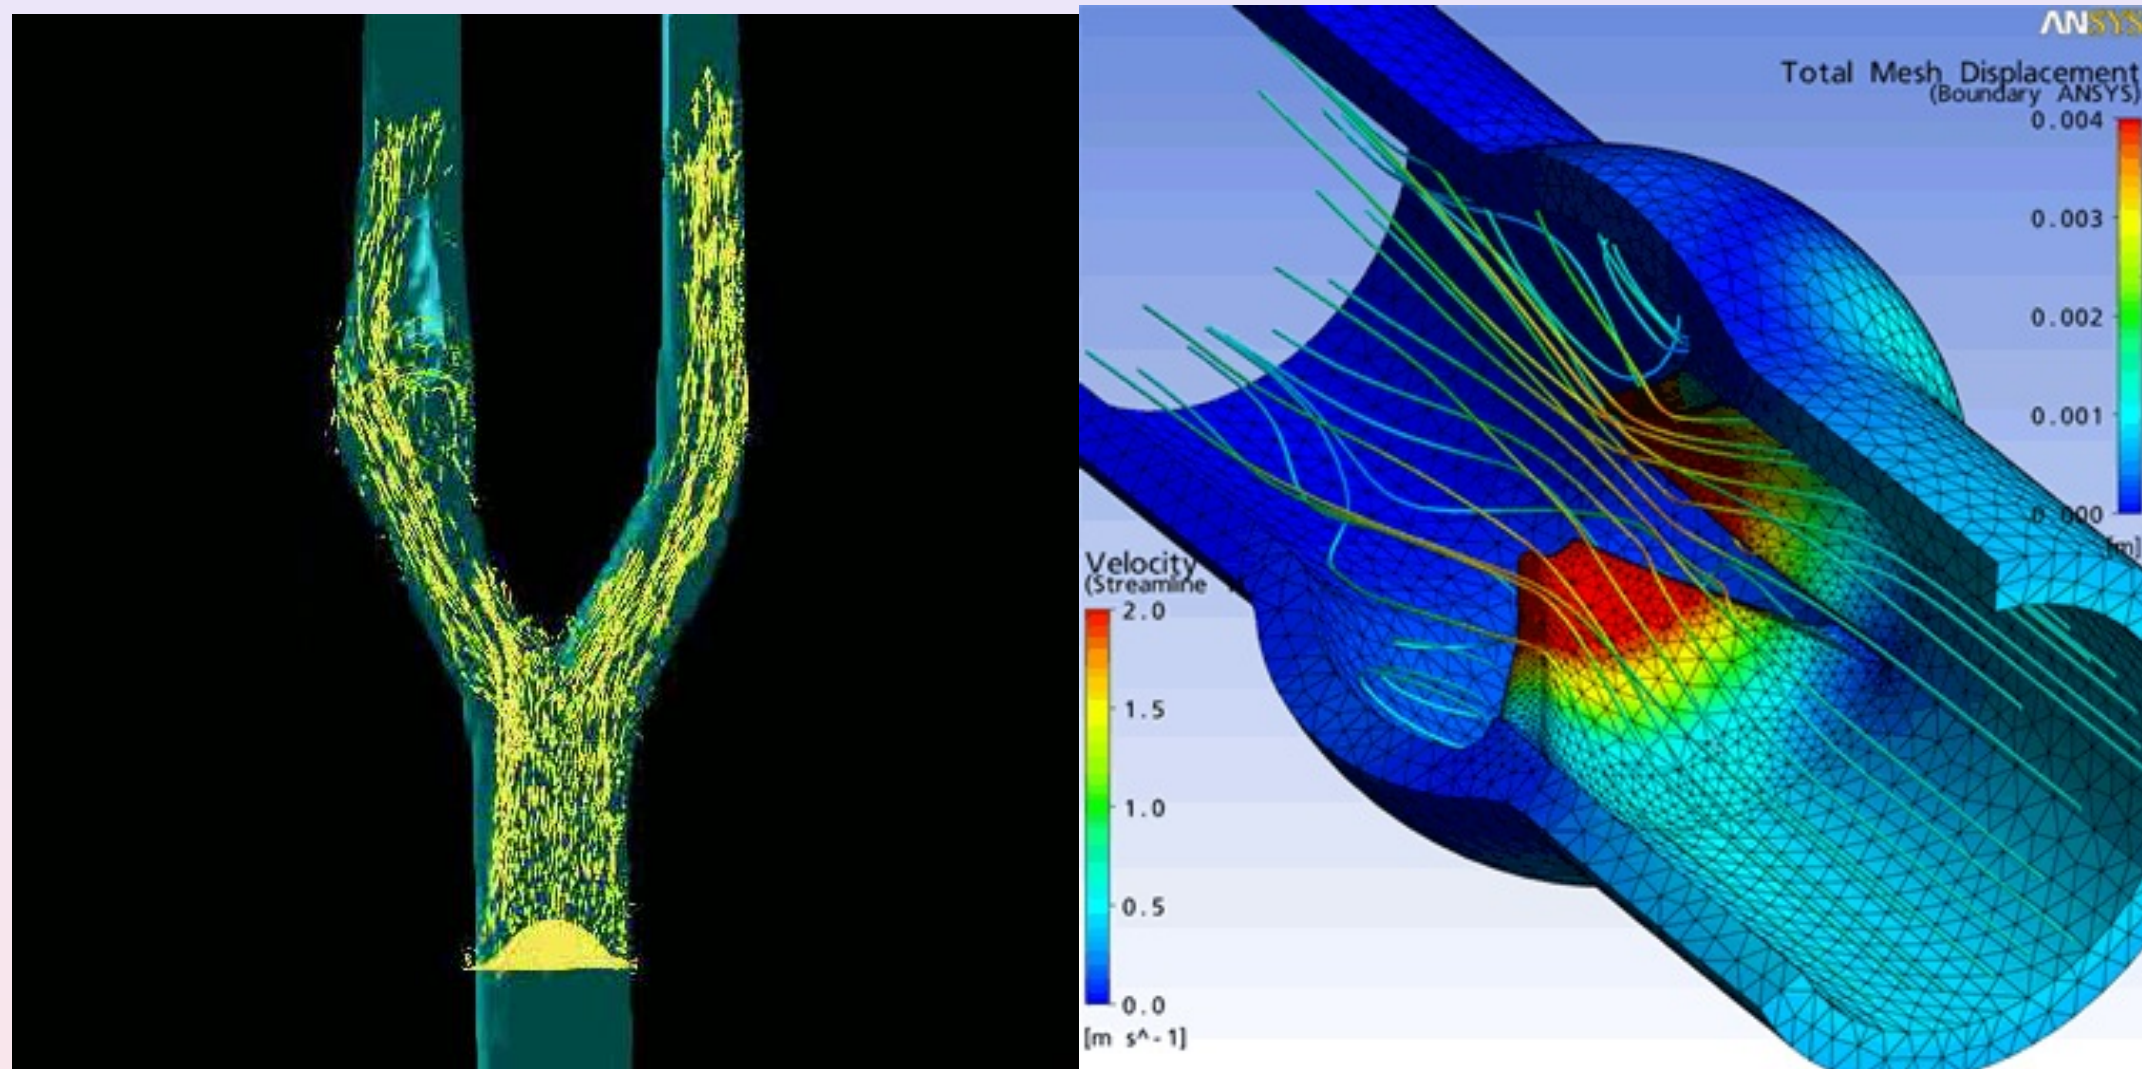 ANSYS
Total Mesh Displacement
(Boundary ANSYS)
0.004
0.003
0.002
0.001
0.000
[m]
Velocity
(Streamline
2.0
1.5
1.0
0.5
0.0
[m s^-1]